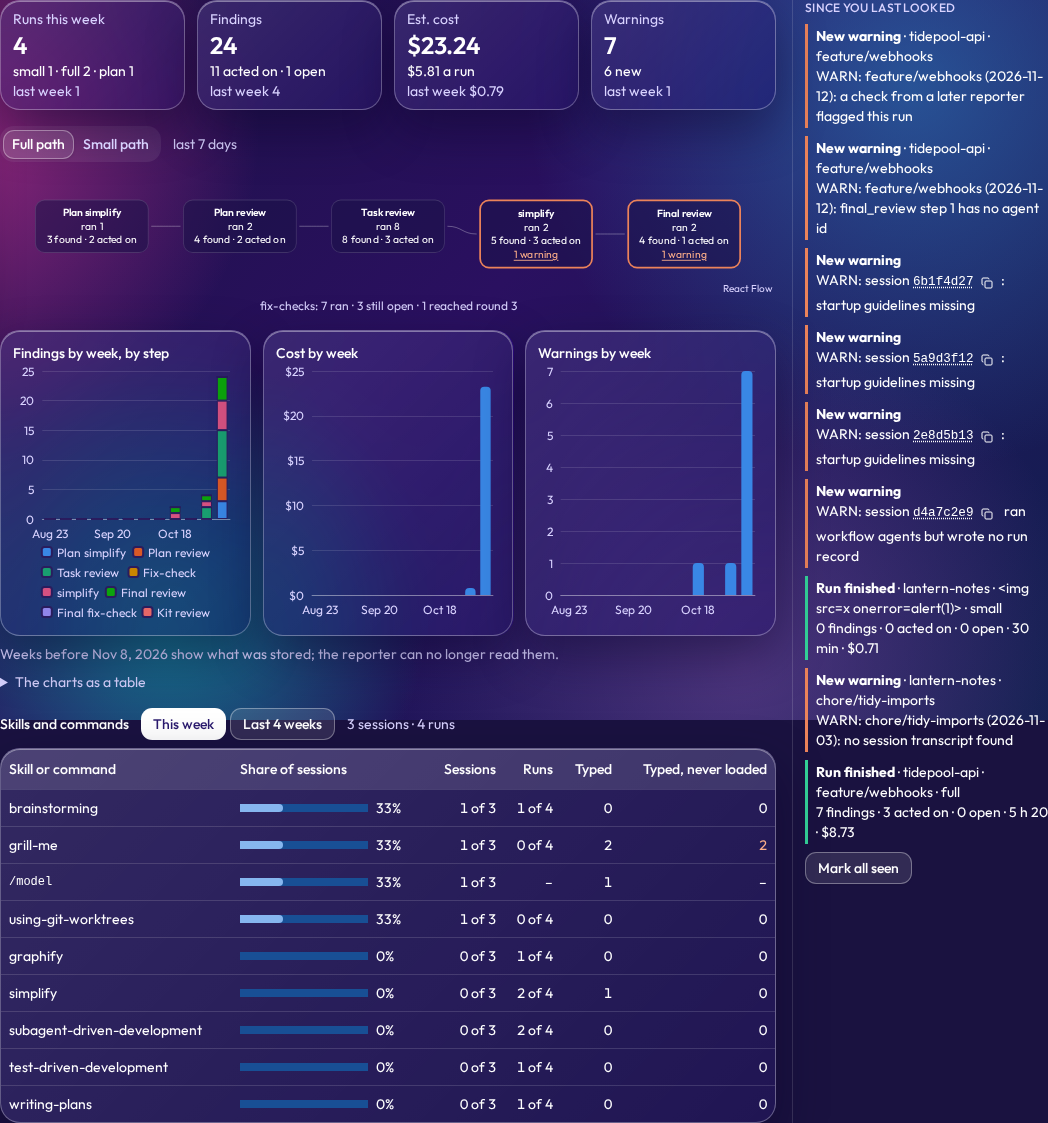 Runs this week
4
small 1 · full 2 · plan 1
last week 1
Findings
24
11 acted on · 1 open
last week 4
Est. cost
$23.24
$5.81 a run
last week $0.79
Warnings
7
6 new
last week 1
Full path
Small path
last 7 days
Plan simplify
ran 1
3 found · 2 acted on
Plan review
ran 2
4 found · 2 acted on
Task review
ran 8
8 found · 3 acted on
simplify
ran 2
5 found · 3 acted on
1 warning
Final review
ran 2
4 found · 1 acted on
1 warning
React Flow
fix-checks: 7 ran · 3 still open · 1 reached round 3
Findings by week, by step
25
20
15
10
5
0
Aug 23 Sep 20 Oct 18
Plan simplify Plan review
Task review Fix-check
simplify Final review
Final fix-check Kit review
Cost by week
$25
$20
$15
$10
$5
$0
Aug 23 Sep 20 Oct 18
Warnings by week
7
6
5
4
3
2
1
0
Aug 23 Sep 20 Oct 18
Weeks before Nov 8, 2026 show what was stored; the reporter can no longer read them.
The charts as a table
Skills and commands This week Last 4 weeks 3 sessions · 4 runs
Skill or command Share of sessions Sessions Runs Typed Typed, never loaded
brainstorming 33% 1 of 3 1 of 4 0 0
grill-me 33% 1 of 3 0 of 4 2 2
/model 33% 1 of 3 – 1 –
using-git-worktrees 33% 1 of 3 0 of 4 0 0
graphify 0% 0 of 3 1 of 4 0 0
simplify 0% 0 of 3 2 of 4 1 0
subagent-driven-development 0% 0 of 3 2 of 4 0 0
test-driven-development 0% 0 of 3 1 of 4 0 0
writing-plans 0% 0 of 3 1 of 4 0 0
SINCE YOU LAST LOOKED
New warning · tidepool-api ·
feature/webhooks
WARN: feature/webhooks (2026-11-
12): a check from a later reporter
flagged this run
New warning · tidepool-api ·
feature/webhooks
WARN: feature/webhooks (2026-11-
12): final_review step 1 has no agent
id
New warning
WARN: session 6b1f4d27 :
startup guidelines missing
New warning
WARN: session 5a9d3f12 :
startup guidelines missing
New warning
WARN: session 2e8d5b13 :
startup guidelines missing
New warning
WARN: session d4a7c2e9 ran
workflow agents but wrote no run
record
Run finished · lantern-notes · <img
src=x onerror=alert(1)> · small
0 findings · 0 acted on · 0 open · 30
min · $0.71
New warning · lantern-notes ·
chore/tidy-imports
WARN: chore/tidy-imports (2026-11-
03): no session transcript found
Run finished · tidepool-api ·
feature/webhooks · full
7 findings · 3 acted on · 0 open · 5 h 20
· $8.73
Mark all seen